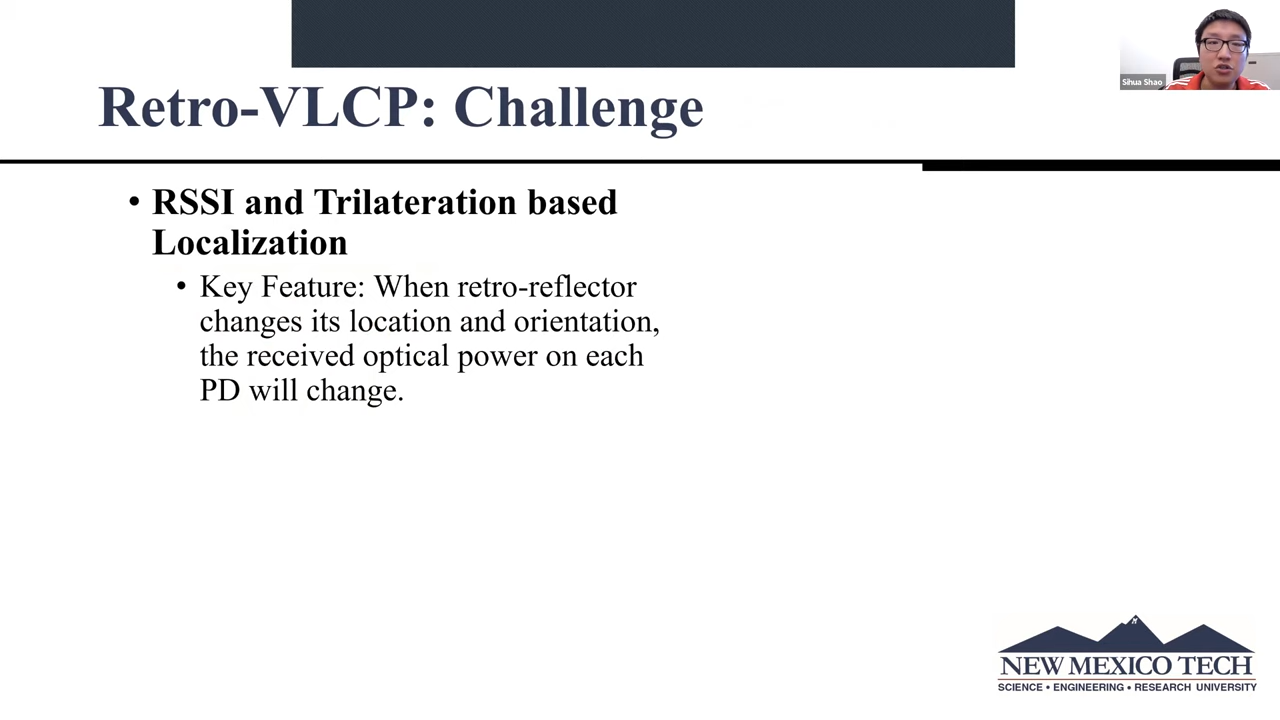 Sihua Shao
Retro-VLCP: Challenge
• RSSI and Trilateration based
Localization
• Key Feature: When retro-reflector
changes its location and orientation,
the received optical power on each
PD will change.
NEW MEXICO TECH
SCIENCE • ENGINEERING • RESEARCH UNIVERSITY